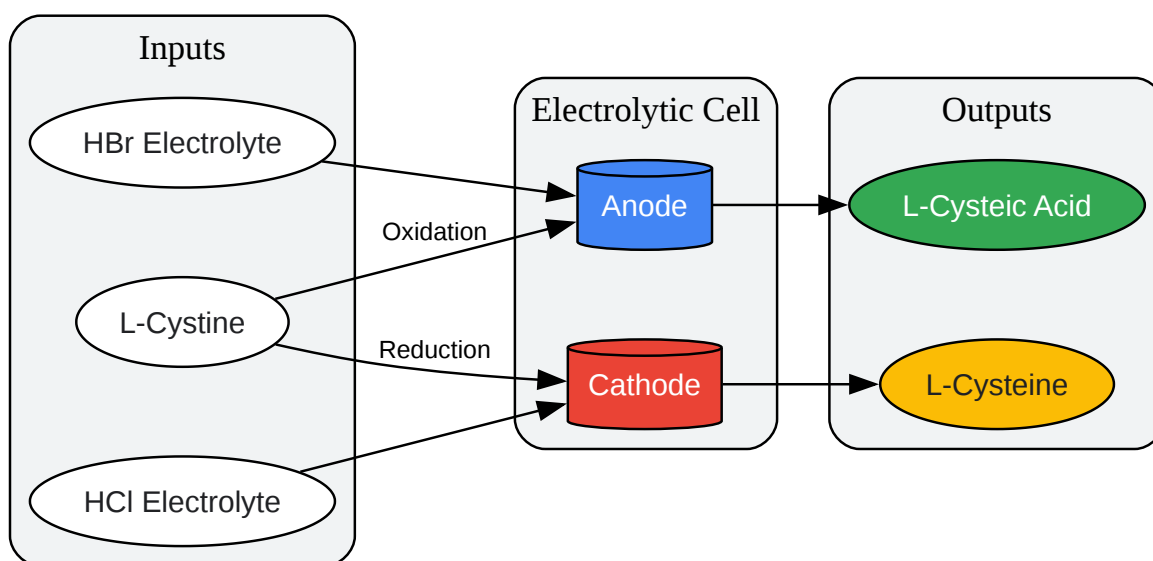 Inputs
HBr Electrolyte
L-Cystine
HCl Electrolyte
Oxidation
Reduction
Electrolytic Cell
Anode
Cathode
Outputs
L-Cysteic Acid
L-Cysteine